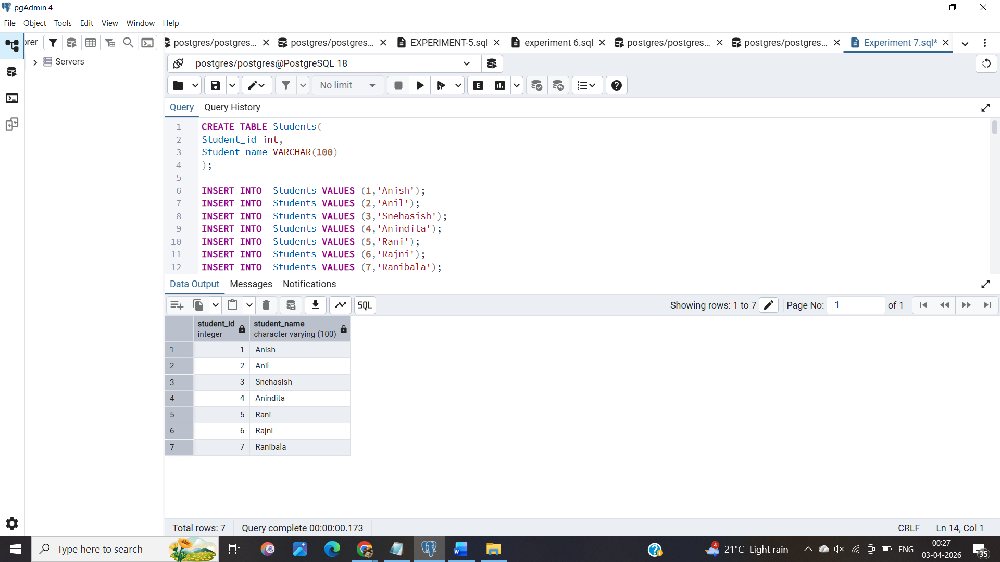 pgAdmin 4
File Object Tools Edit View Window Help
orer
postgres/postgres... postgres/postgres... EXPERIMENT-5.sql experiment 6.sql postgres/postgres... postgres/postgres... Experiment 7.sql*
Servers
postgres/postgres@PostgreSQL 18
No limit
E
Query Query History
1 CREATE TABLE Students(
2 Student_id int,
3 Student_name VARCHAR(100)
4 );
5
6 INSERT INTO  Students VALUES (1,'Anish');
7 INSERT INTO  Students VALUES (2,'Anil');
8 INSERT INTO  Students VALUES (3,'Snehasish');
9 INSERT INTO  Students VALUES (4,'Anindita');
10 INSERT INTO  Students VALUES (5,'Rani');
11 INSERT INTO  Students VALUES (6,'Rajni');
12 INSERT INTO  Students VALUES (7,'Ranibala');
Data Output Messages Notifications
SQL Showing rows: 1 to 7 Page No: 1 of 1
student_id student_name
integer character varying (100)
1 1 Anish
2 2 Anil
3 3 Snehasish
4 4 Anindita
5 5 Rani
6 6 Rajni
7 7 Ranibala
Total rows: 7 Query complete 00:00:00.173 CRLF Ln 14, Col 1
Type here to search 4 21°C Light rain ENG 00:27
03-04-2026 35